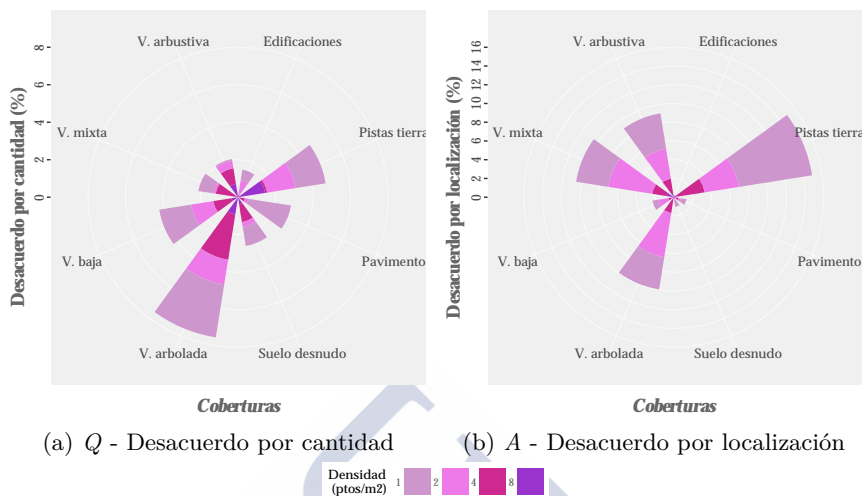 V. arbustiva
Edificaciones
V. mixta
Pistas tierra
V. baja
Pavimento
V. arbolada
Suelo desnudo
8
6
4
2
0
Desacuerdo por cantidad (%)
Coberturas
V. arbustiva
Edificaciones
V. mixta
Pistas tierra
V. baja
Pavimento
V. arbolada
Suelo desnudo
16
14
12
10
8
6
4
2
0
Desacuerdo por localización (%)
Coberturas
(a) Q - Desacuerdo por cantidad
(b) A - Desacuerdo por localización
Densidad
(ptos/m2)
1 2 4 8